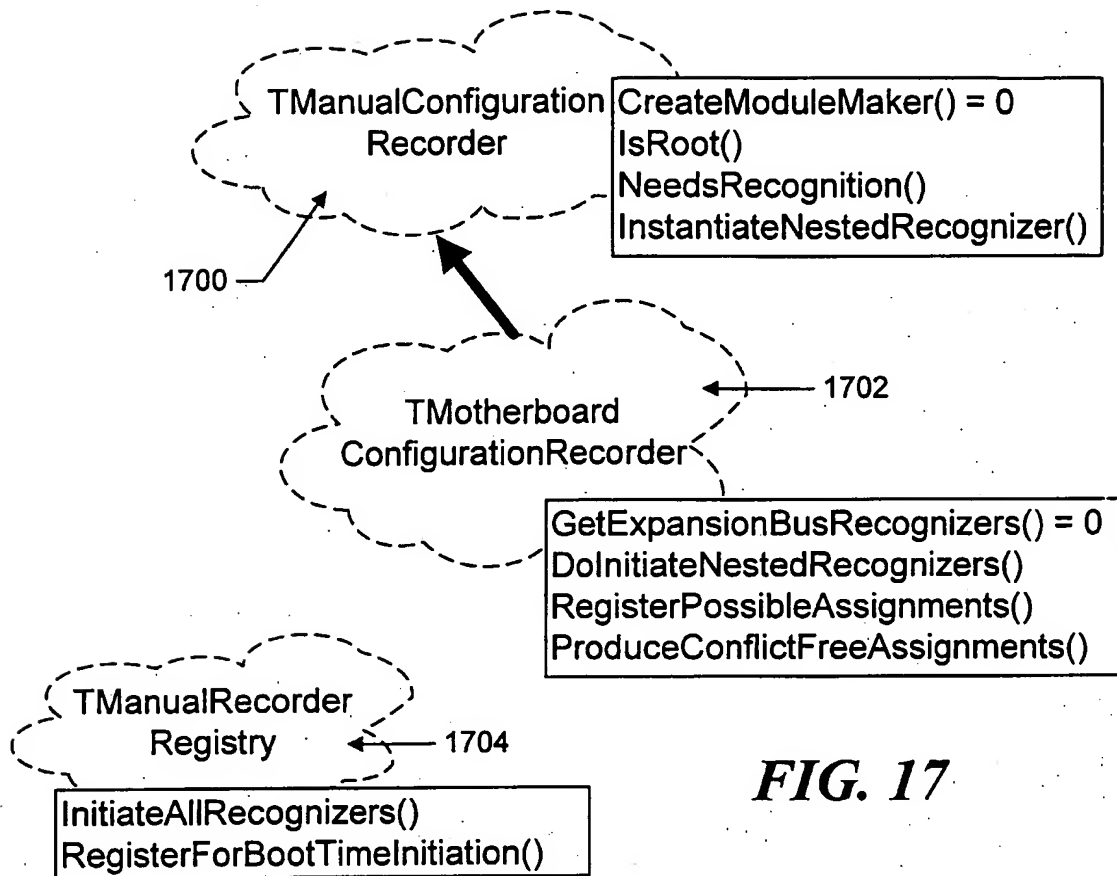 TManualConfiguration
Recorder
CreateModuleMaker() = 0
IsRoot()
NeedsRecognition()
InstantiateNestedRecognizer()
1700
1702
TMotherboard
ConfigurationRecorder
GetExpansionBusRecognizers() = 0
DoInitiateNestedRecognizers()
RegisterPossibleAssignments()
ProduceConflictFreeAssignments()
TManualRecorder
Registry
1704
InitiateAllRecognizers()
RegisterForBootTimeInitiation()
FIG. 17